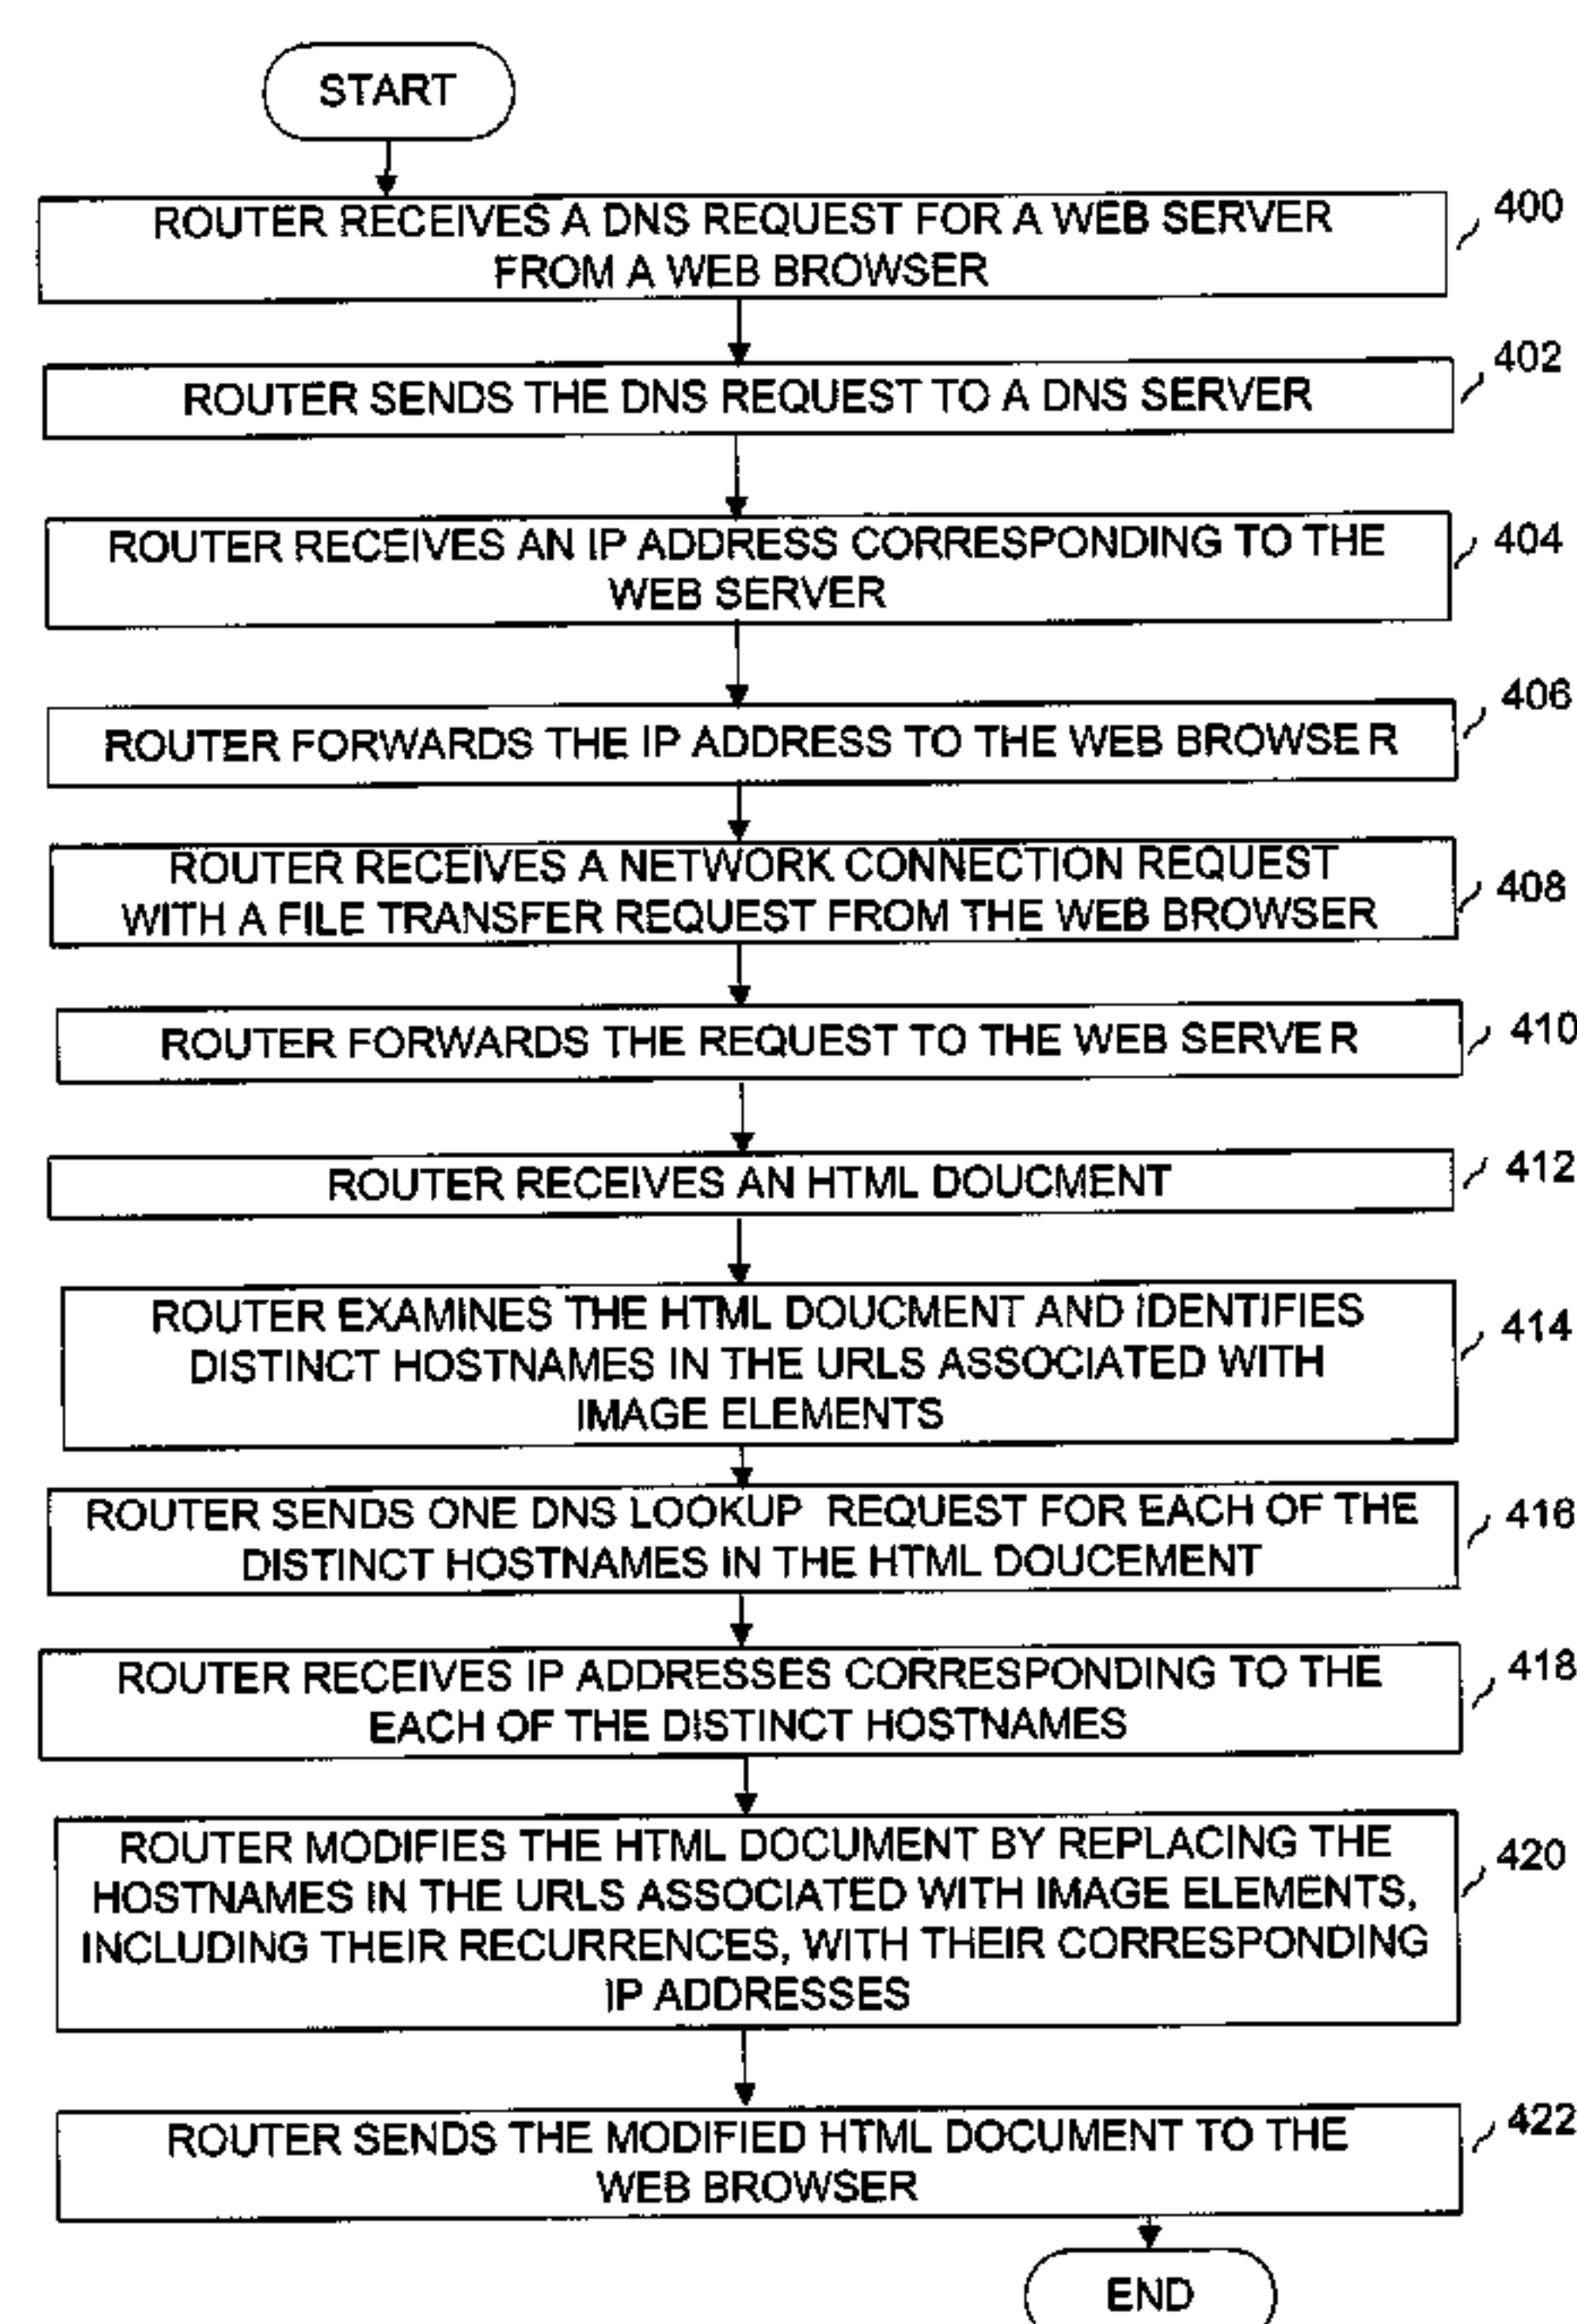 START
ROUTER RECEIVES A DNS REQUEST FOR A WEB SERVER
FROM A WEB BROWSER
400
ROUTER SENDS THE DNS REQUEST TO A DNS SERVER
402
ROUTER RECEIVES AN IP ADDRESS CORRESPONDING TO THE
WEB SERVER
404
ROUTER FORWARDS THE IP ADDRESS TO THE WEB BROWSER
406
ROUTER RECEIVES A NETWORK CONNECTION REQUEST
WITH A FILE TRANSFER REQUEST FROM THE WEB BROWSER
408
ROUTER FORWARDS THE REQUEST TO THE WEB SERVER
410
ROUTER RECEIVES AN HTML DOUCMENT
412
ROUTER EXAMINES THE HTML DOUCMENT AND IDENTIFIES
DISTINCT HOSTNAMES IN THE URLS ASSOCIATED WITH
IMAGE ELEMENTS
414
ROUTER SENDS ONE DNS LOOKUP REQUEST FOR EACH OF THE
DISTINCT HOSTNAMES IN THE HTML DOUCEMENT
416
ROUTER RECEIVES IP ADDRESSES CORRESPONDING TO THE
EACH OF THE DISTINCT HOSTNAMES
418
ROUTER MODIFIES THE HTML DOCUMENT BY REPLACING THE
HOSTNAMES IN THE URLS ASSOCIATED WITH IMAGE ELEMENTS,
INCLUDING THEIR RECURRENCES, WITH THEIR CORRESPONDING
IP ADDRESSES
420
ROUTER SENDS THE MODIFIED HTML DOCUMENT TO THE
WEB BROWSER
422
END